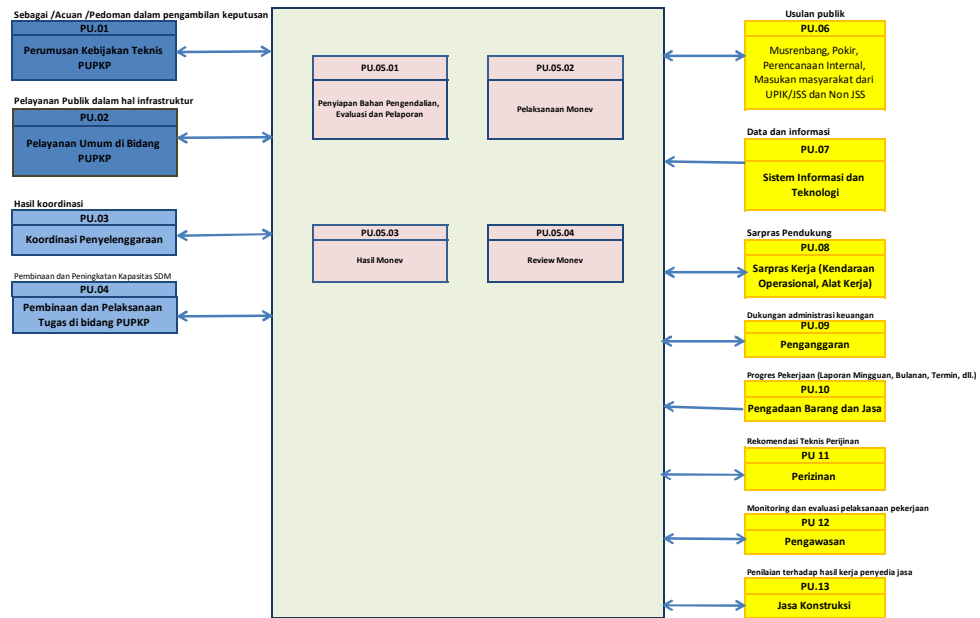 Sebagai /Acuan /Pedoman dalam pengambilan keputusan
PU.01
Perumusan Kebijakan Teknis
PUPKP
Pelayanan Publik dalam hal infrastruktur
PU.02
Pelayanan Umum di Bidang
PUPKP
Hasil koordinasi
PU.03
Koordinasi Penyelenggaraan
Pembinaan dan Peningkatan Kapasitas SDM
PU.04
Pembinaan dan Pelaksanaan
Tugas di bidang PUPKP
PU.05.01
Penyiapan Bahan Pengendalian,
Evaluasi dan Pelaporan
PU.05.02
Pelaksanaan Monev
PU.05.03
Hasil Monev
PU.05.04
Review Monev
Usulan publik
PU.06
Musrenbang, Pokir,
Perencanaan Internal,
Masukan masyarakat dari
UPIK/JSS dan Non JSS
Data dan informasi
PU.07
Sistem Informasi dan
Teknologi
Sarpras Pendukung
PU.08
Sarpras Kerja (Kendaraan
Operasional, Alat Kerja)
Dukungan administrasi keuangan
PU.09
Penganggaran
Progres Pekerjaan (Laporan Mingguan, Bulanan, Termin, dll.)
PU.10
Pengadaan Barang dan Jasa
Rekomendasi Teknis Perijinan
PU 11
Perizinan
Monitoring dan evaluasi pelaksanaan pekerjaan
PU 12
Pengawasan
Penilaian terhadap hasil kerja penyedia jasa
PU.13
Jasa Konstruksi